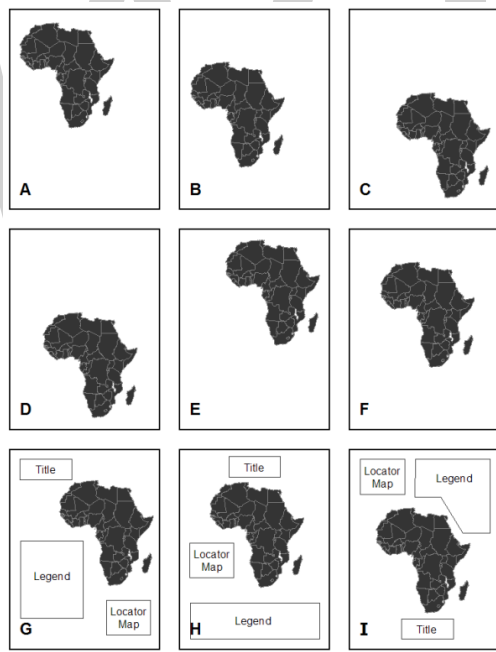 A
B
C
D
E
F
Title
Legend
Locator
Map
G
Title
Locator
Map
Legend
H
Locator
Map
Legend
Title
I